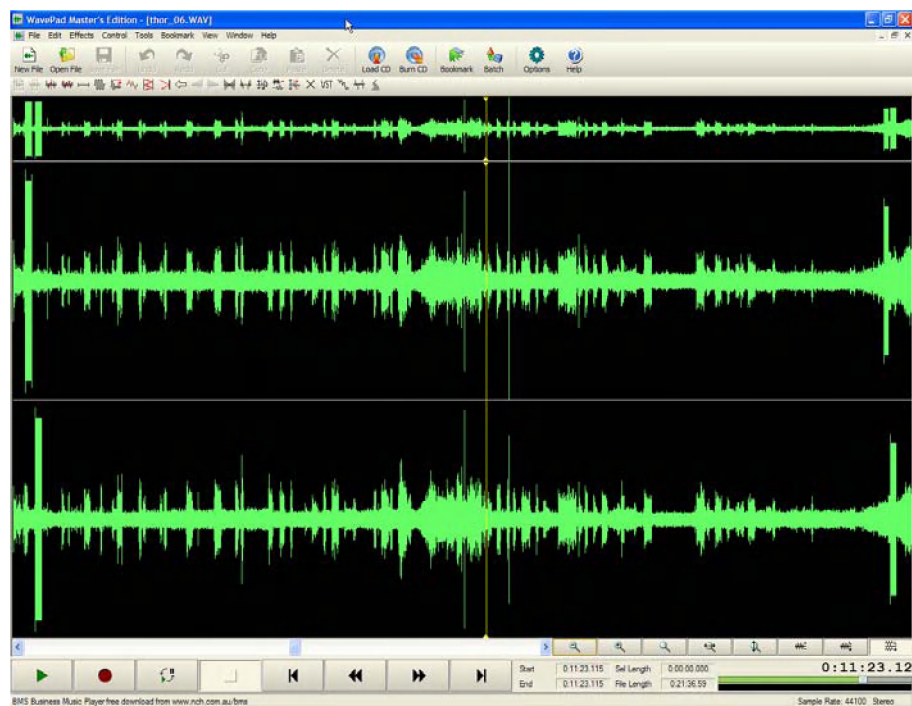 WavePad Master's Edition - [thor_06.WAV]
File Edit Effects Control Tools Bookmark View Window Help
New File Open File Load CD Burn CD Bookmark Batch Options Help
VST
Start 0:11:23.115 Sel Length 0:00:00.000 0:11:23.12
End 0:11:23.115 File Length 0:21:36.59
BMS Business Music Player free download from www.nch.com.au/bms Sample Rate: 44100 Stereo